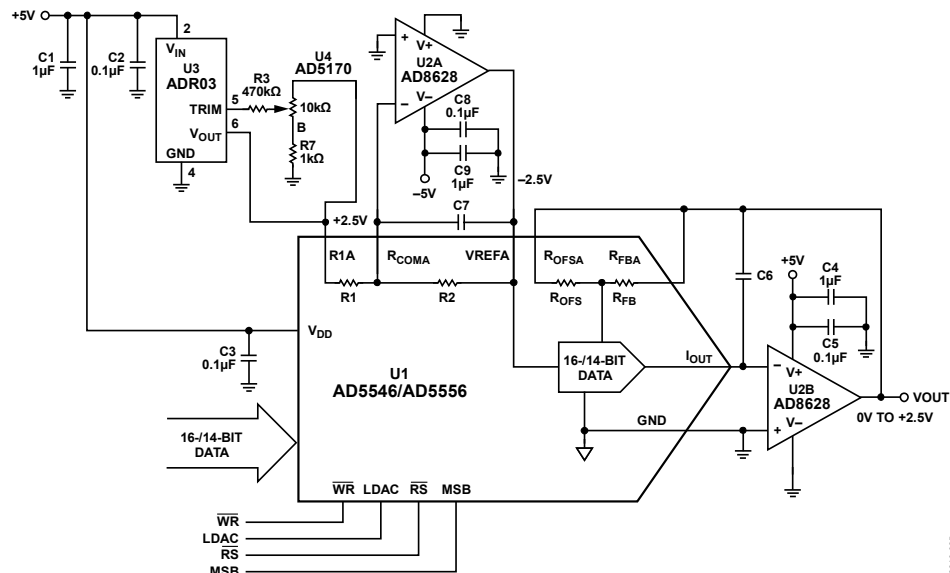 +5V
2
C1
1µF
C2
0.1µF
VIN
U3
ADR03
TRIM
5
R3
470kΩ
U4
AD5170
10kΩ
B
VOUT
6
R7
1kΩ
GND
4
+
V+
U2A
AD8628
–
V–
C8
0.1µF
C9
1µF
–5V
–2.5V
C7
+2.5V
R1A
RCOMA
VREFA
ROFSA
RFBA
R1
R2
ROFS
RFB
C6
+5V
C4
1µF
C5
0.1µF
VDD
C3
0.1µF
U1
AD5546/AD5556
16-/14-BIT
DATA
IOUT
–
V+
U2B
AD8628
VOUT
0V TO +2.5V
GND
+
V–
16-/14-BIT
DATA
WR LDAC RS MSB
WR
LDAC
RS
MSB